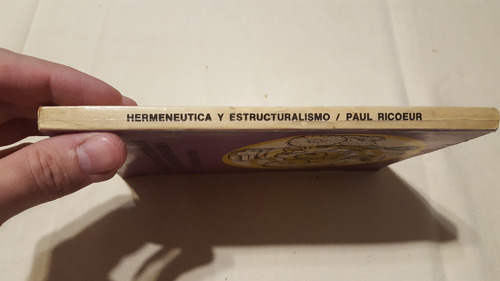 HERMENEUTICA Y ESTRUCTURALISMO / PAUL RICOEUR